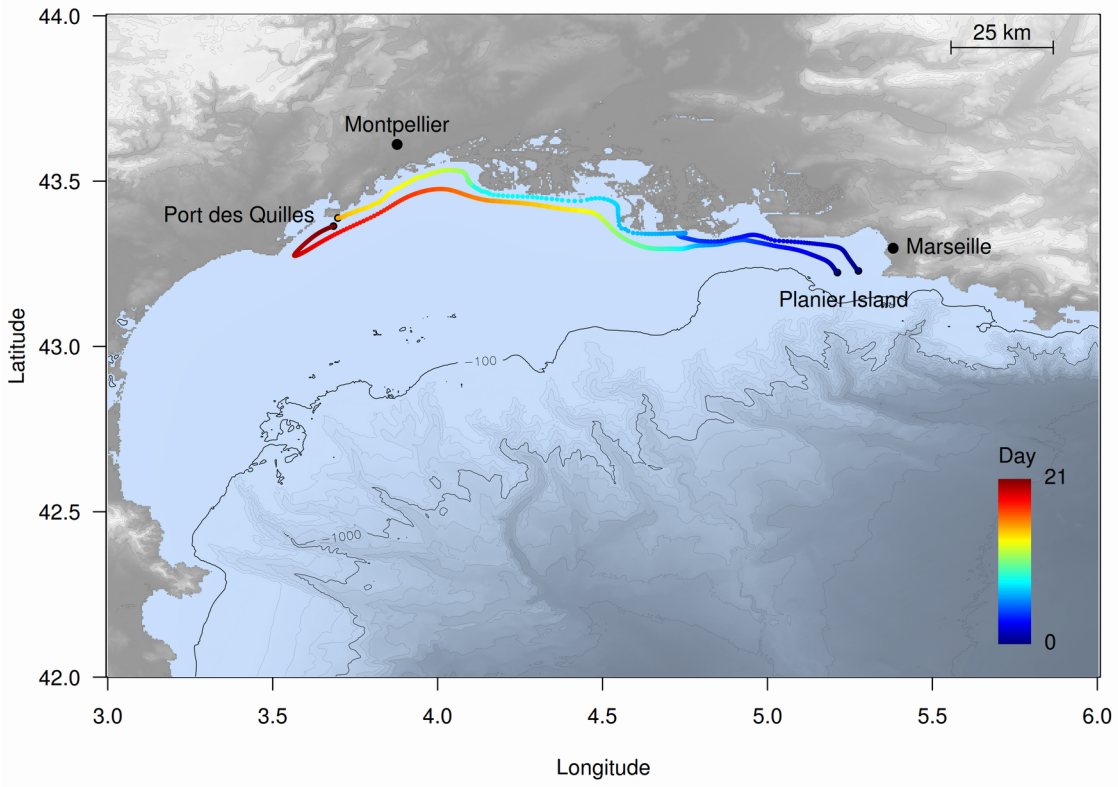 44.0
25 km
Montpellier
43.5
Port des Quilles
Marseille
Planier Island
Latitude
43.0
−100
Day
21
42.5
−1000
0
42.0
3.0 3.5 4.0 4.5 5.0 5.5 6.0
Longitude